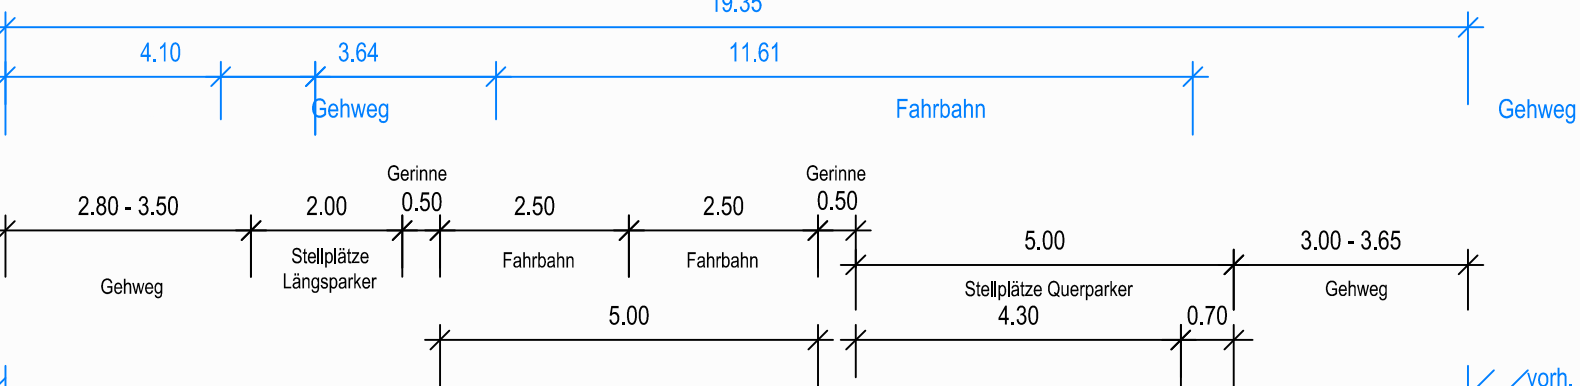 19.35
4.10 3.64 11.61
Gehweg Fahrbahn Gehweg
Gerinne Gerinne
2.80 - 3.50 2.00 0.50 2.50 2.50 0.50
5.00 3.00 - 3.65
Stellplätze
Längsparker
Fahrbahn Fahrbahn
Gehweg
Stellplätze Querparker Gehweg
5.00 4.30 0.70
vorh.